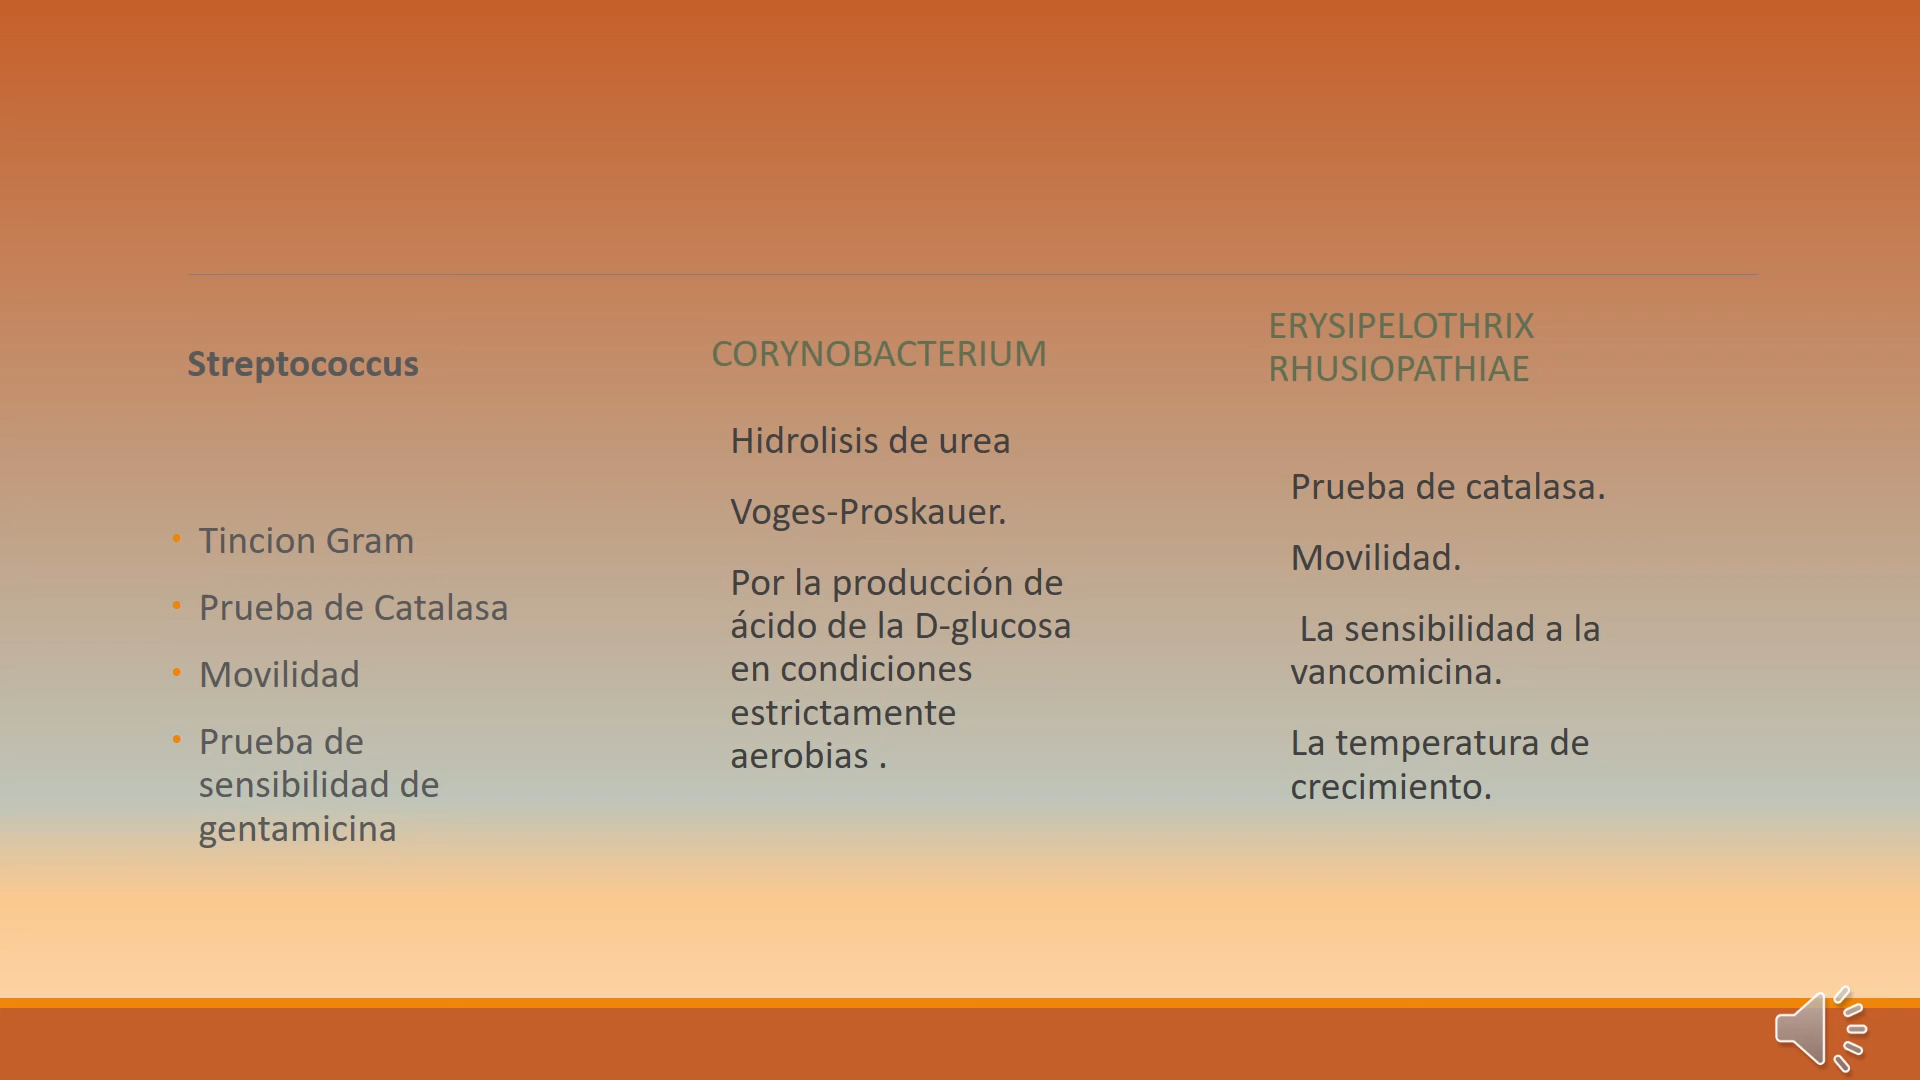 Streptococcus
• Tincion Gram
• Prueba de Catalasa
• Movilidad
• Prueba de
sensibilidad de
gentamicina
CORYNOBACTERIUM
Hidrolisis de urea
Voges-Proskauer.
Por la producción de
ácido de la D-glucosa
en condiciones
estrictamente
aerobias .
ERYSIPELOTHRIX
RHUSIOPATHIAE
Prueba de catalasa.
Movilidad.
La sensibilidad a la
vancomicina.
La temperatura de
crecimiento.